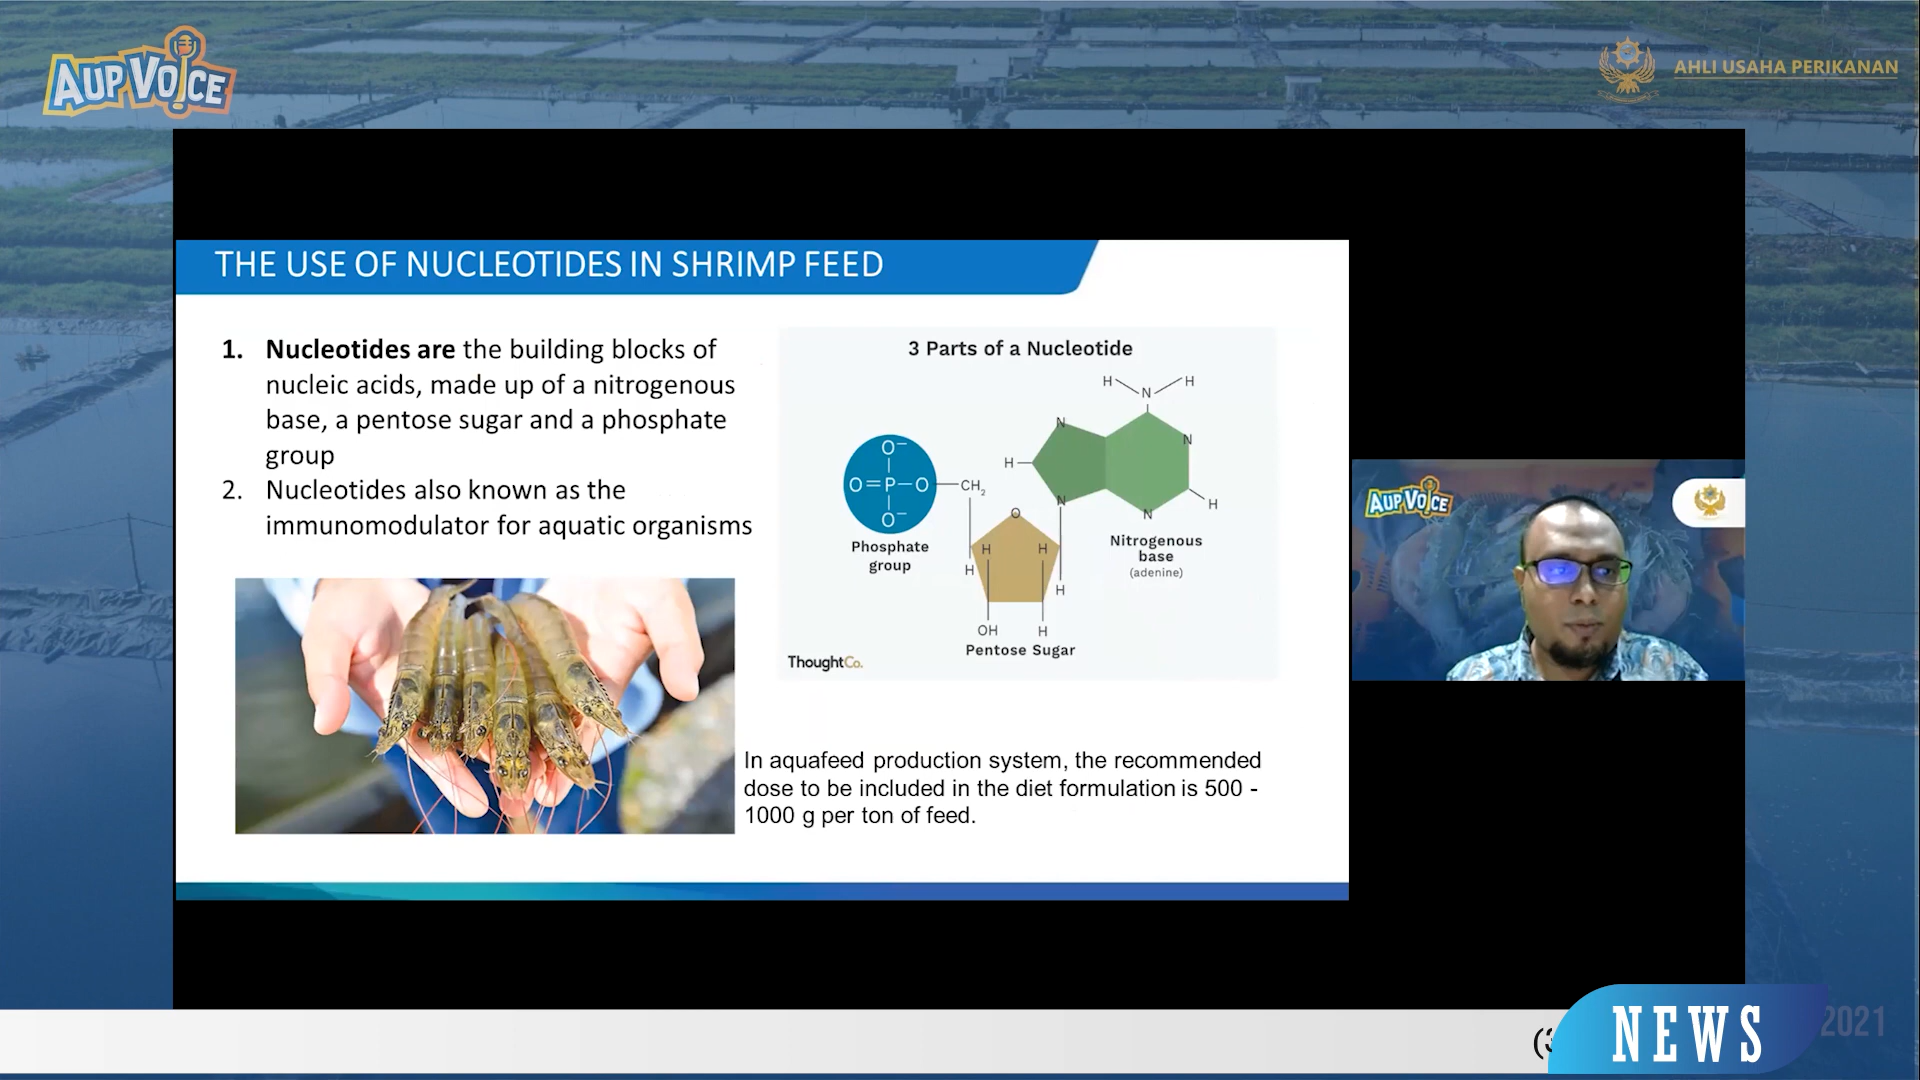 AUP VOICE
AHLI USAHA PERIKANAN
THE USE OF NUCLEOTIDES IN SHRIMP FEED
1. Nucleotides are the building blocks of
nucleic acids, made up of a nitrogenous
base, a pentose sugar and a phosphate
group
2. Nucleotides also known as the
immunomodulator for aquatic organisms
3 Parts of a Nucleotide
H H
N
N
N
H
O⁻
O=P—O—CH₂
O⁻
N
N
H
O
Phosphate
group
Nitrogenous
base
(adenine)
H H
H
H
OH H
Pentose Sugar
ThoughtCo.
In aquafeed production system, the recommended
dose to be included in the diet formulation is 500 -
1000 g per ton of feed.
AUP VOICE
NEWS
2021